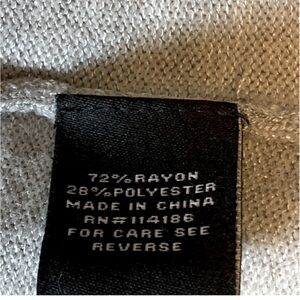 72%RAYON
28%POLYESTER
MADE IN CHINA
RN#114186
FOR CARE SEE
REVERSE